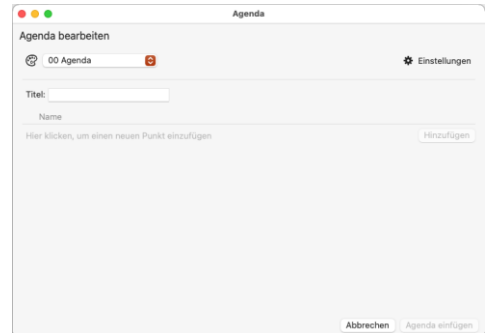 Agenda
Agenda bearbeiten
00 Agenda
Einstellungen
Titel:
Name
Hier klicken, um einen neuen Punkt einzufügen
Hinzufügen
Abbrechen
Agenda einfügen